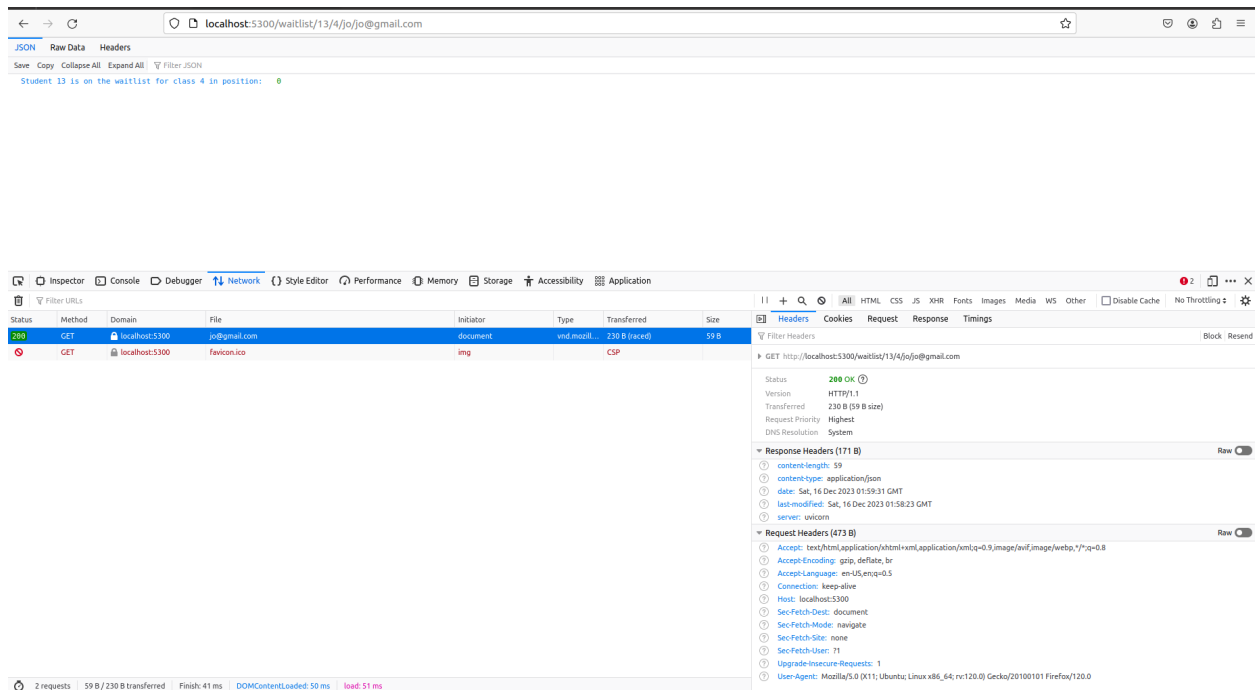 localhost:5300/waitlist/13/4/jo/jo@gmail.com
JSON Raw Data Headers
Save Copy Collapse All Expand All Filter JSON
Student 13 is on the waitlist for class 4 in position: 0
Inspector Console Debugger Network Style Editor Performance Memory Storage Accessibility Application 2
Filter URLs
All HTML CSS JS XHR Fonts Images Media WS Other Disable Cache No Throttling
Status Method Domain File Initiator Type Transferred Size
200 GET localhost:5300 jo@gmail.com document vnd.mozill... 230 B (raced) 59 B
GET localhost:5300 favicon.ico img CSP
2 requests 59 B / 230 B transferred Finish: 41 ms DOMContentLoaded: 50 ms load: 51 ms
Headers Cookies Request Response Timings
Filter Headers Block Resend
GET http://localhost:5300/waitlist/13/4/jo/jo@gmail.com
Status 200 OK
Version HTTP/1.1
Transferred 230 B (59 B size)
Request Priority Highest
DNS Resolution System
Response Headers (171 B) Raw
content-length: 59
content-type: application/json
date: Sat, 16 Dec 2023 01:59:31 GMT
last-modified: Sat, 16 Dec 2023 01:58:23 GMT
server: uvicorn
Request Headers (473 B) Raw
Accept: text/html,application/xhtml+xml,application/xml;q=0.9,image/avif,image/webp,*/*;q=0.8
Accept-Encoding: gzip, deflate, br
Accept-Language: en-US,en;q=0.5
Connection: keep-alive
Host: localhost:5300
Sec-Fetch-Dest: document
Sec-Fetch-Mode: navigate
Sec-Fetch-Site: none
Sec-Fetch-User: ?1
Upgrade-Insecure-Requests: 1
User-Agent: Mozilla/5.0 (X11; Ubuntu; Linux x86_64; rv:120.0) Gecko/20100101 Firefox/120.0